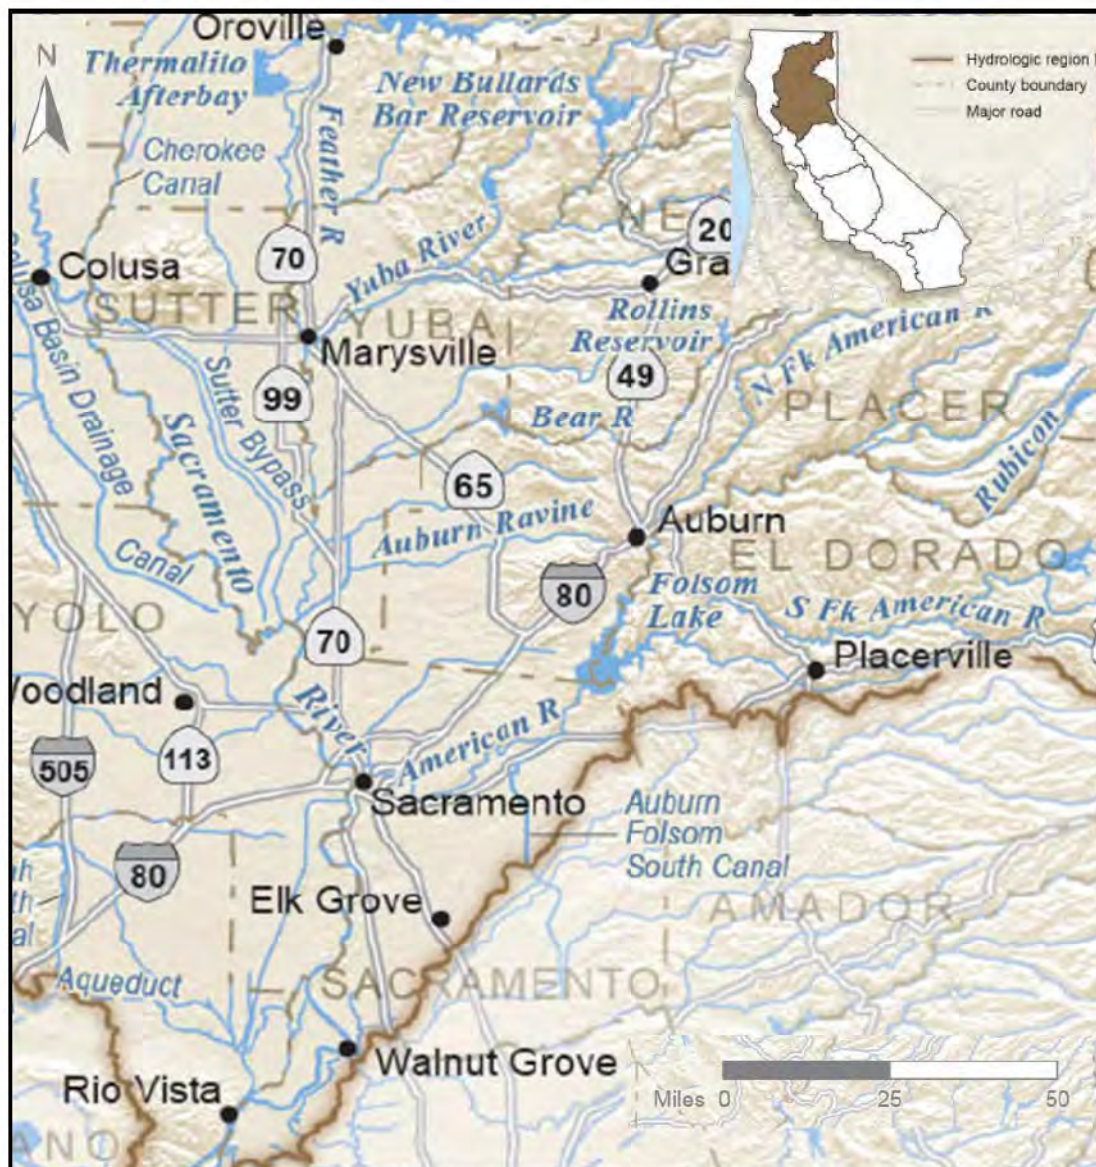 Oroville
Thermalito
Afterbay
New Bullards
Bar Reservoir
Hydrologic region
County boundary
Major road
N
Feather R
Cherokee
Canal
NE
20
70
Colusa
Yuba River
Gra
SUTTER
YUBA
Rollins
Reservoir
N Fk American R
Marysville
Colusa Basin Drainage
Canal
Sutter Bypass
99
49
PLACER
Bear R
Sacramento
River
65
Rubicon
Auburn Ravine
Auburn
EL DORADO
80
Folsom
Lake
S Fk American R
YOLO
70
Placerville
Woodland
American R
505
113
Sacramento
Auburn
Folsom
South Canal
80
Elk Grove
AMADOR
Aqueduct
SACRAMENTO
Walnut Grove
Rio Vista
Miles 0 25 50
ANO